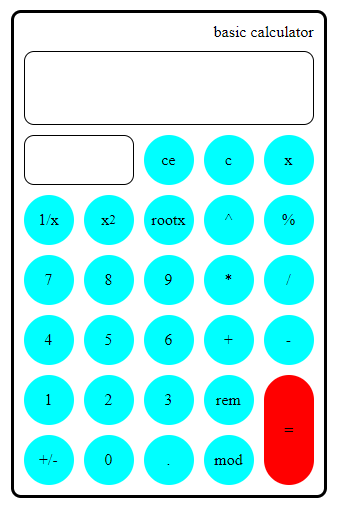 basic calculator
ce c x
1/x x2 rootx ^ %
7 8 9 * /
4 5 6 + -
1 2 3 rem
=
+/- 0 . mod